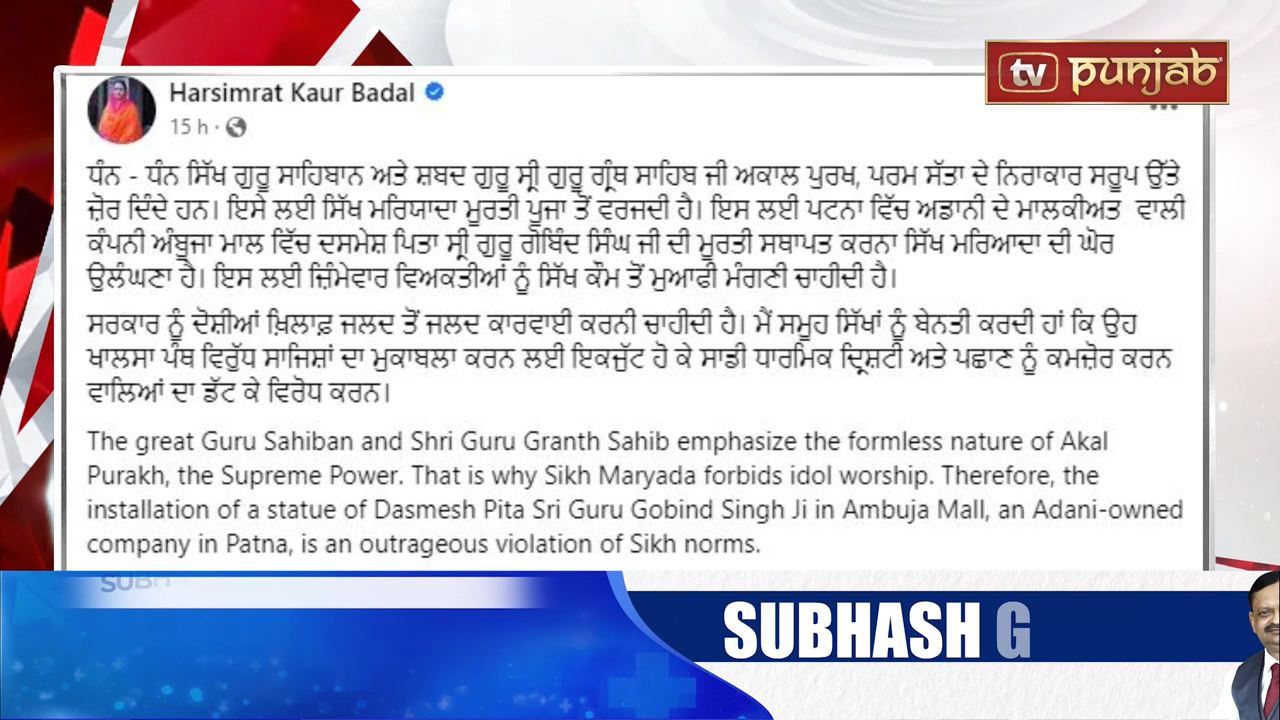 tv punjab
Harsimrat Kaur Badal
15 h ·
ਧੰਨ - ਧੰਨ ਸਿੱਖ ਗੁਰੂ ਸਾਹਿਬਾਨ ਅਤੇ ਸ਼ਬਦ ਗੁਰੂ ਸ੍ਰੀ ਗੁਰੂ ਗ੍ਰੰਥ ਸਾਹਿਬ ਜੀ ਅਕਾਲ ਪੁਰਖ, ਪਰਮ ਸੱਤਾ ਦੇ ਨਿਰਾਕਾਰ ਸਰੂਪ ਉੱਤੇ
ਜ਼ੋਰ ਦਿੰਦੇ ਹਨ। ਇਸੇ ਲਈ ਸਿੱਖ ਮਰਿਯਾਦਾ ਮੂਰਤੀ ਪੂਜਾ ਤੋਂ ਵਰਜਦੀ ਹੈ। ਇਸ ਲਈ ਪਟਨਾ ਵਿੱਚ ਅਡਾਨੀ ਦੇ ਮਾਲਕੀਅਤ ਵਾਲੀ
ਕੰਪਨੀ ਅੰਬੂਜਾ ਮਾਲ ਵਿੱਚ ਦਸਮੇਸ਼ ਪਿਤਾ ਸ੍ਰੀ ਗੁਰੂ ਗੋਬਿੰਦ ਸਿੰਘ ਜੀ ਦੀ ਮੂਰਤੀ ਸਥਾਪਤ ਕਰਨਾ ਸਿੱਖ ਮਰਿਆਦਾ ਦੀ ਘੋਰ
ਉਲੰਘਣਾ ਹੈ। ਇਸ ਲਈ ਜ਼ਿੰਮੇਵਾਰ ਵਿਅਕਤੀਆਂ ਨੂੰ ਸਿੱਖ ਕੌਮ ਤੋਂ ਮੁਆਫੀ ਮੰਗਣੀ ਚਾਹੀਦੀ ਹੈ।
ਸਰਕਾਰ ਨੂੰ ਦੋਸ਼ੀਆਂ ਖ਼ਿਲਾਫ਼ ਜਲਦ ਤੋਂ ਜਲਦ ਕਾਰਵਾਈ ਕਰਨੀ ਚਾਹੀਦੀ ਹੈ। ਮੈਂ ਸਮੂਹ ਸਿੱਖਾਂ ਨੂੰ ਬੇਨਤੀ ਕਰਦੀ ਹਾਂ ਕਿ ਉਹ
ਖਾਲਸਾ ਪੰਥ ਵਿਰੁੱਧ ਸਾਜਿਸ਼ਾਂ ਦਾ ਮੁਕਾਬਲਾ ਕਰਨ ਲਈ ਇਕਜੁੱਟ ਹੋ ਕੇ ਸਾਡੀ ਧਾਰਮਿਕ ਦ੍ਰਿਸ਼ਟੀ ਅਤੇ ਪਛਾਣ ਨੂੰ ਕਮਜ਼ੋਰ ਕਰਨ
ਵਾਲਿਆਂ ਦਾ ਡੱਟ ਕੇ ਵਿਰੋਧ ਕਰਨ।
The great Guru Sahiban and Shri Guru Granth Sahib emphasize the formless nature of Akal
Purakh, the Supreme Power. That is why Sikh Maryada forbids idol worship. Therefore, the
installation of a statue of Dasmesh Pita Sri Guru Gobind Singh Ji in Ambuja Mall, an Adani-owned
company in Patna, is an outrageous violation of Sikh norms.
SUBHASH G